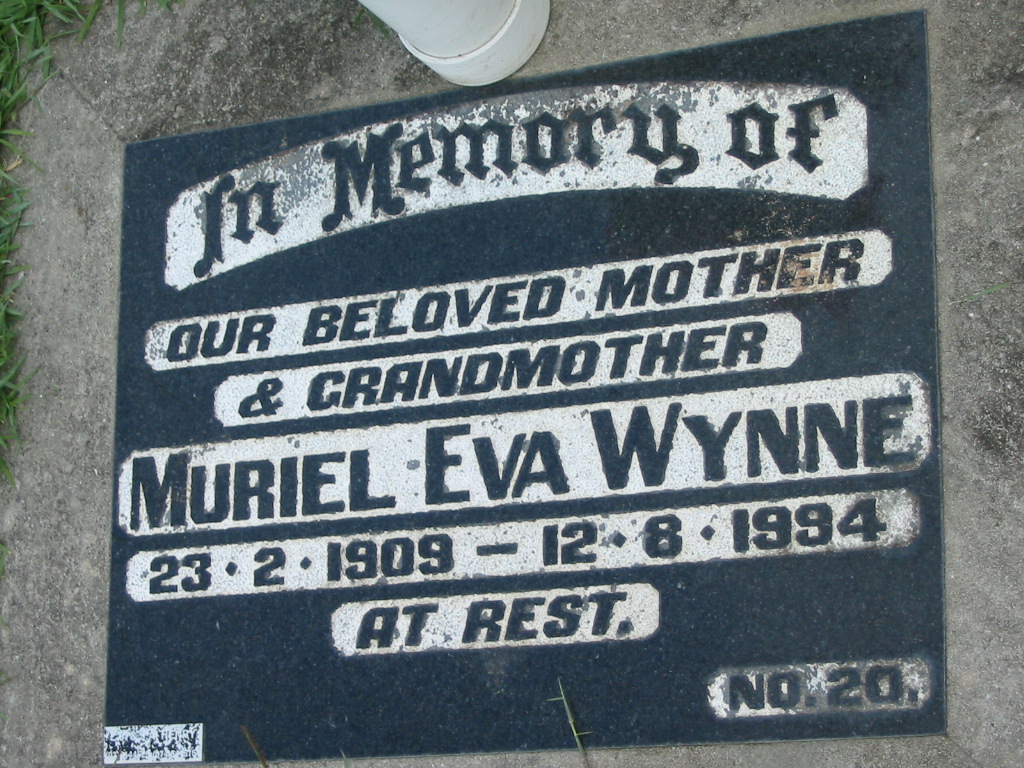 In Memory of
OUR BELOVED MOTHER
& GRANDMOTHER
MURIEL EVA WYNNE
23·2·1909 – 12·8·1994
AT REST.
NO. 20.